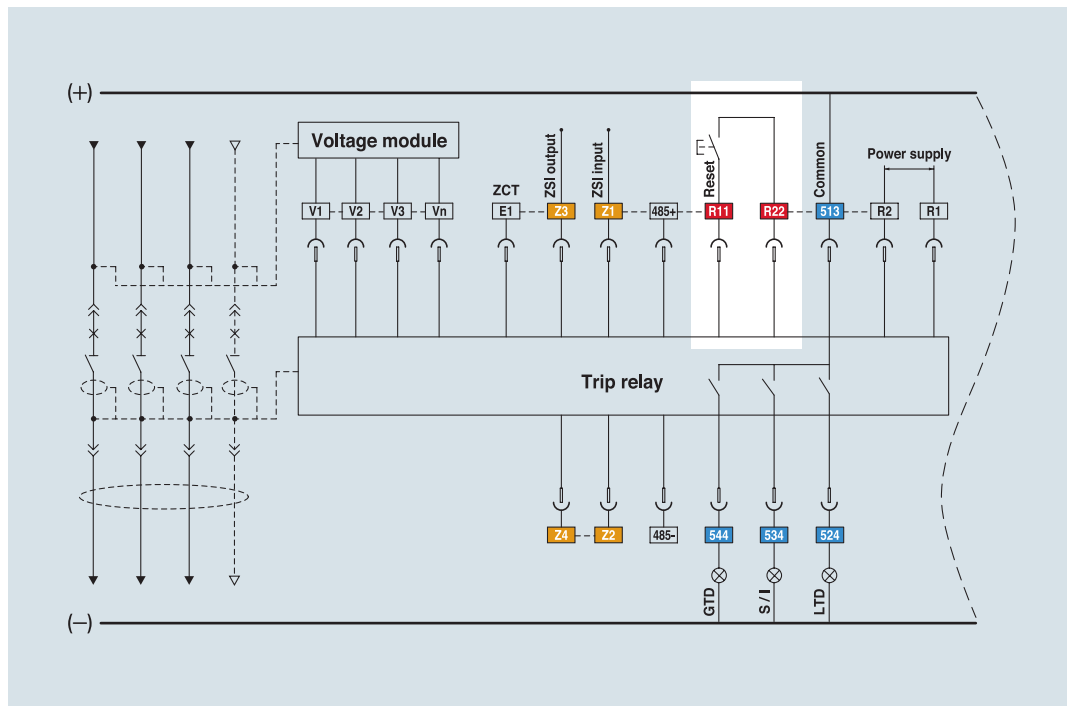 (+)
Voltage module
ZCT
ZSI output
ZSI input
Reset
Common
Power supply
V1 V2 V3 Vn E1 Z3 Z1 485+ R11 R22 513 R2 R1
Trip relay
Z4 Z2 485- 544 534 524
GTD
S / I
LTD
(—)